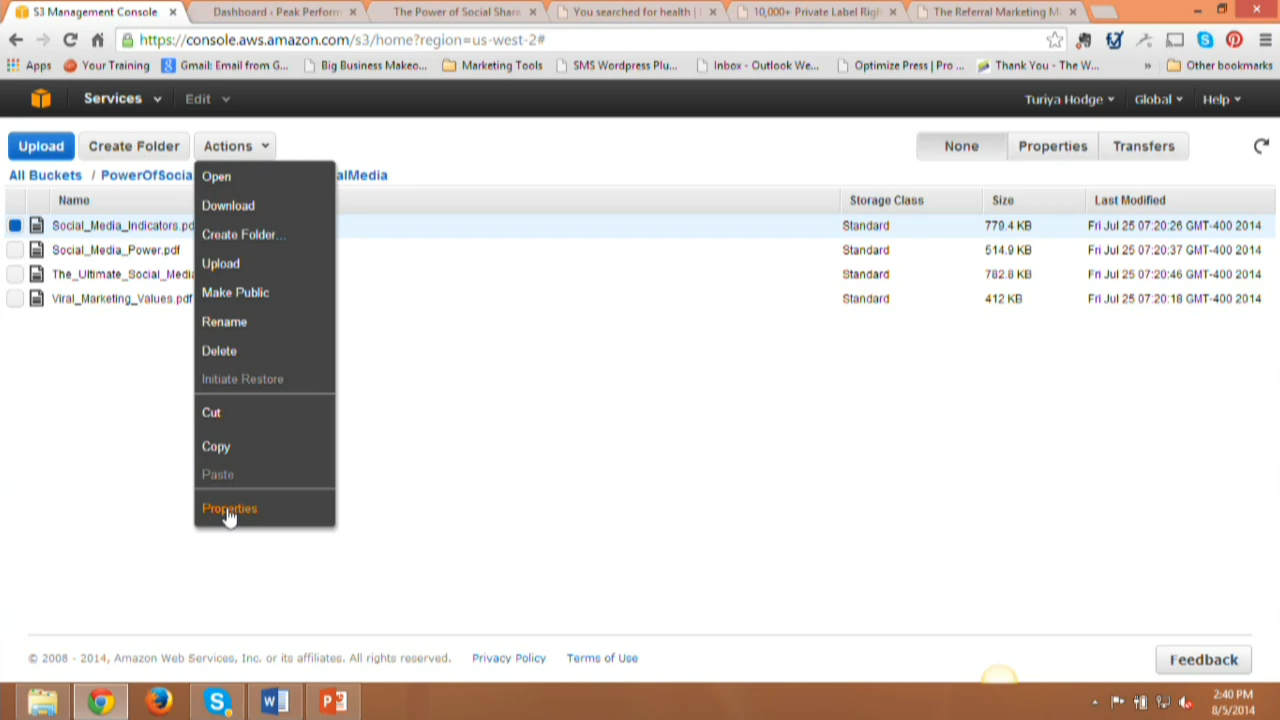 S3 Management Console
Dashboard ‹ Peak Perform
The Power of Social Share
You searched for health |
10,000+ Private Label Righ
The Referral Marketing M
https://console.aws.amazon.com/s3/home?region=us-west-2#
Apps
Your Training
Gmail: Email from G...
Big Business Makeo...
Marketing Tools
SMS Wordpress Plu...
Inbox - Outlook We...
Optimize Press | Pro ...
Thank You - The W...
»
Other bookmarks
Services
Edit
Turiya Hodge
Global
Help
Upload
Create Folder
Actions
None
Properties
Transfers
All Buckets / PowerOfSocia
alMedia
Name
Storage Class
Size
Last Modified
Social_Media_Indicators.pd
Standard
779.4 KB
Fri Jul 25 07:20:26 GMT-400 2014
Social_Media_Power.pdf
Standard
514.9 KB
Fri Jul 25 07:20:37 GMT-400 2014
The_Ultimate_Social_Media
Standard
782.8 KB
Fri Jul 25 07:20:46 GMT-400 2014
Viral_Marketing_Values.pdf
Standard
412 KB
Fri Jul 25 07:20:18 GMT-400 2014
Open
Download
Create Folder...
Upload
Make Public
Rename
Delete
Initiate Restore
Cut
Copy
Paste
Properties
© 2008 - 2014, Amazon Web Services, Inc. or its affiliates. All rights reserved.
Privacy Policy
Terms of Use
Feedback
2:40 PM
8/5/2014